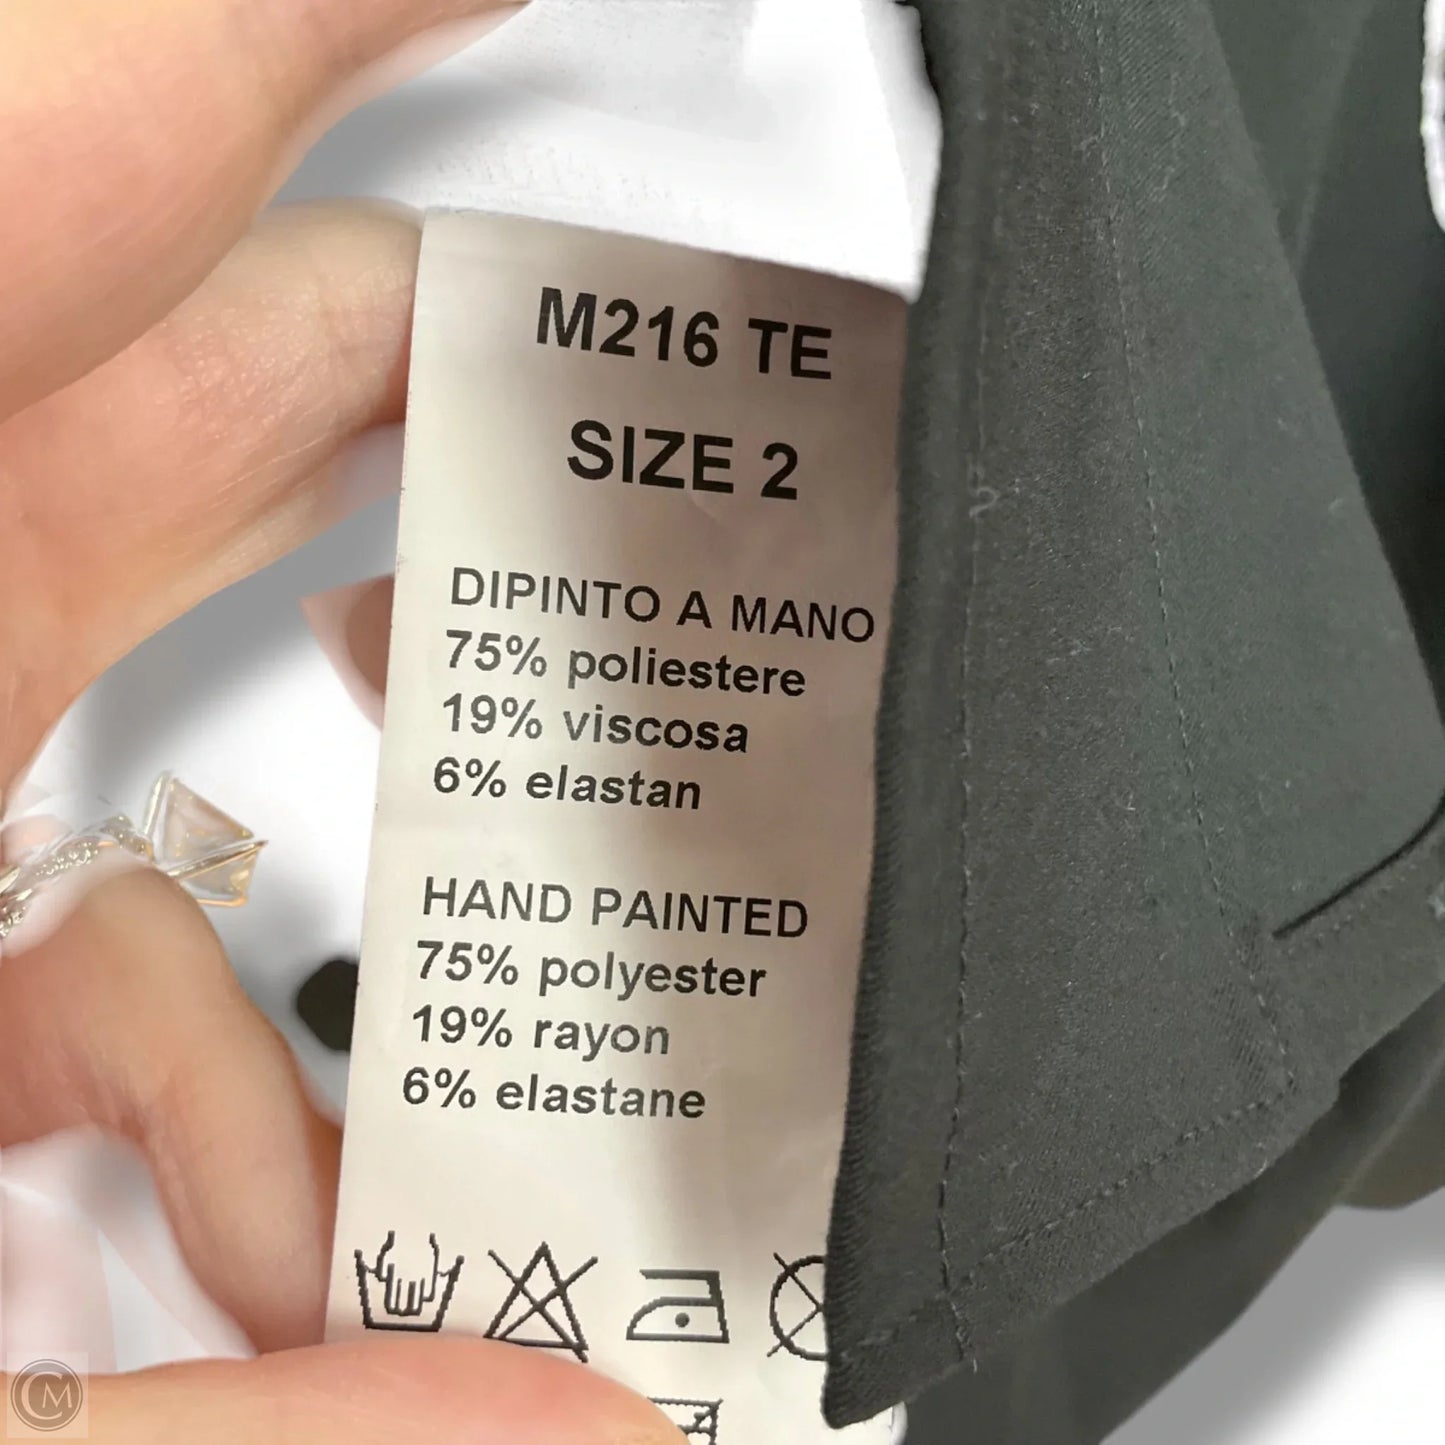 M216 TE
SIZE 2
DIPINTO A MANO
75% poliestere
19% viscosa
6% elastan
HAND PAINTED
75% polyester
19% rayon
6% elastane
CM